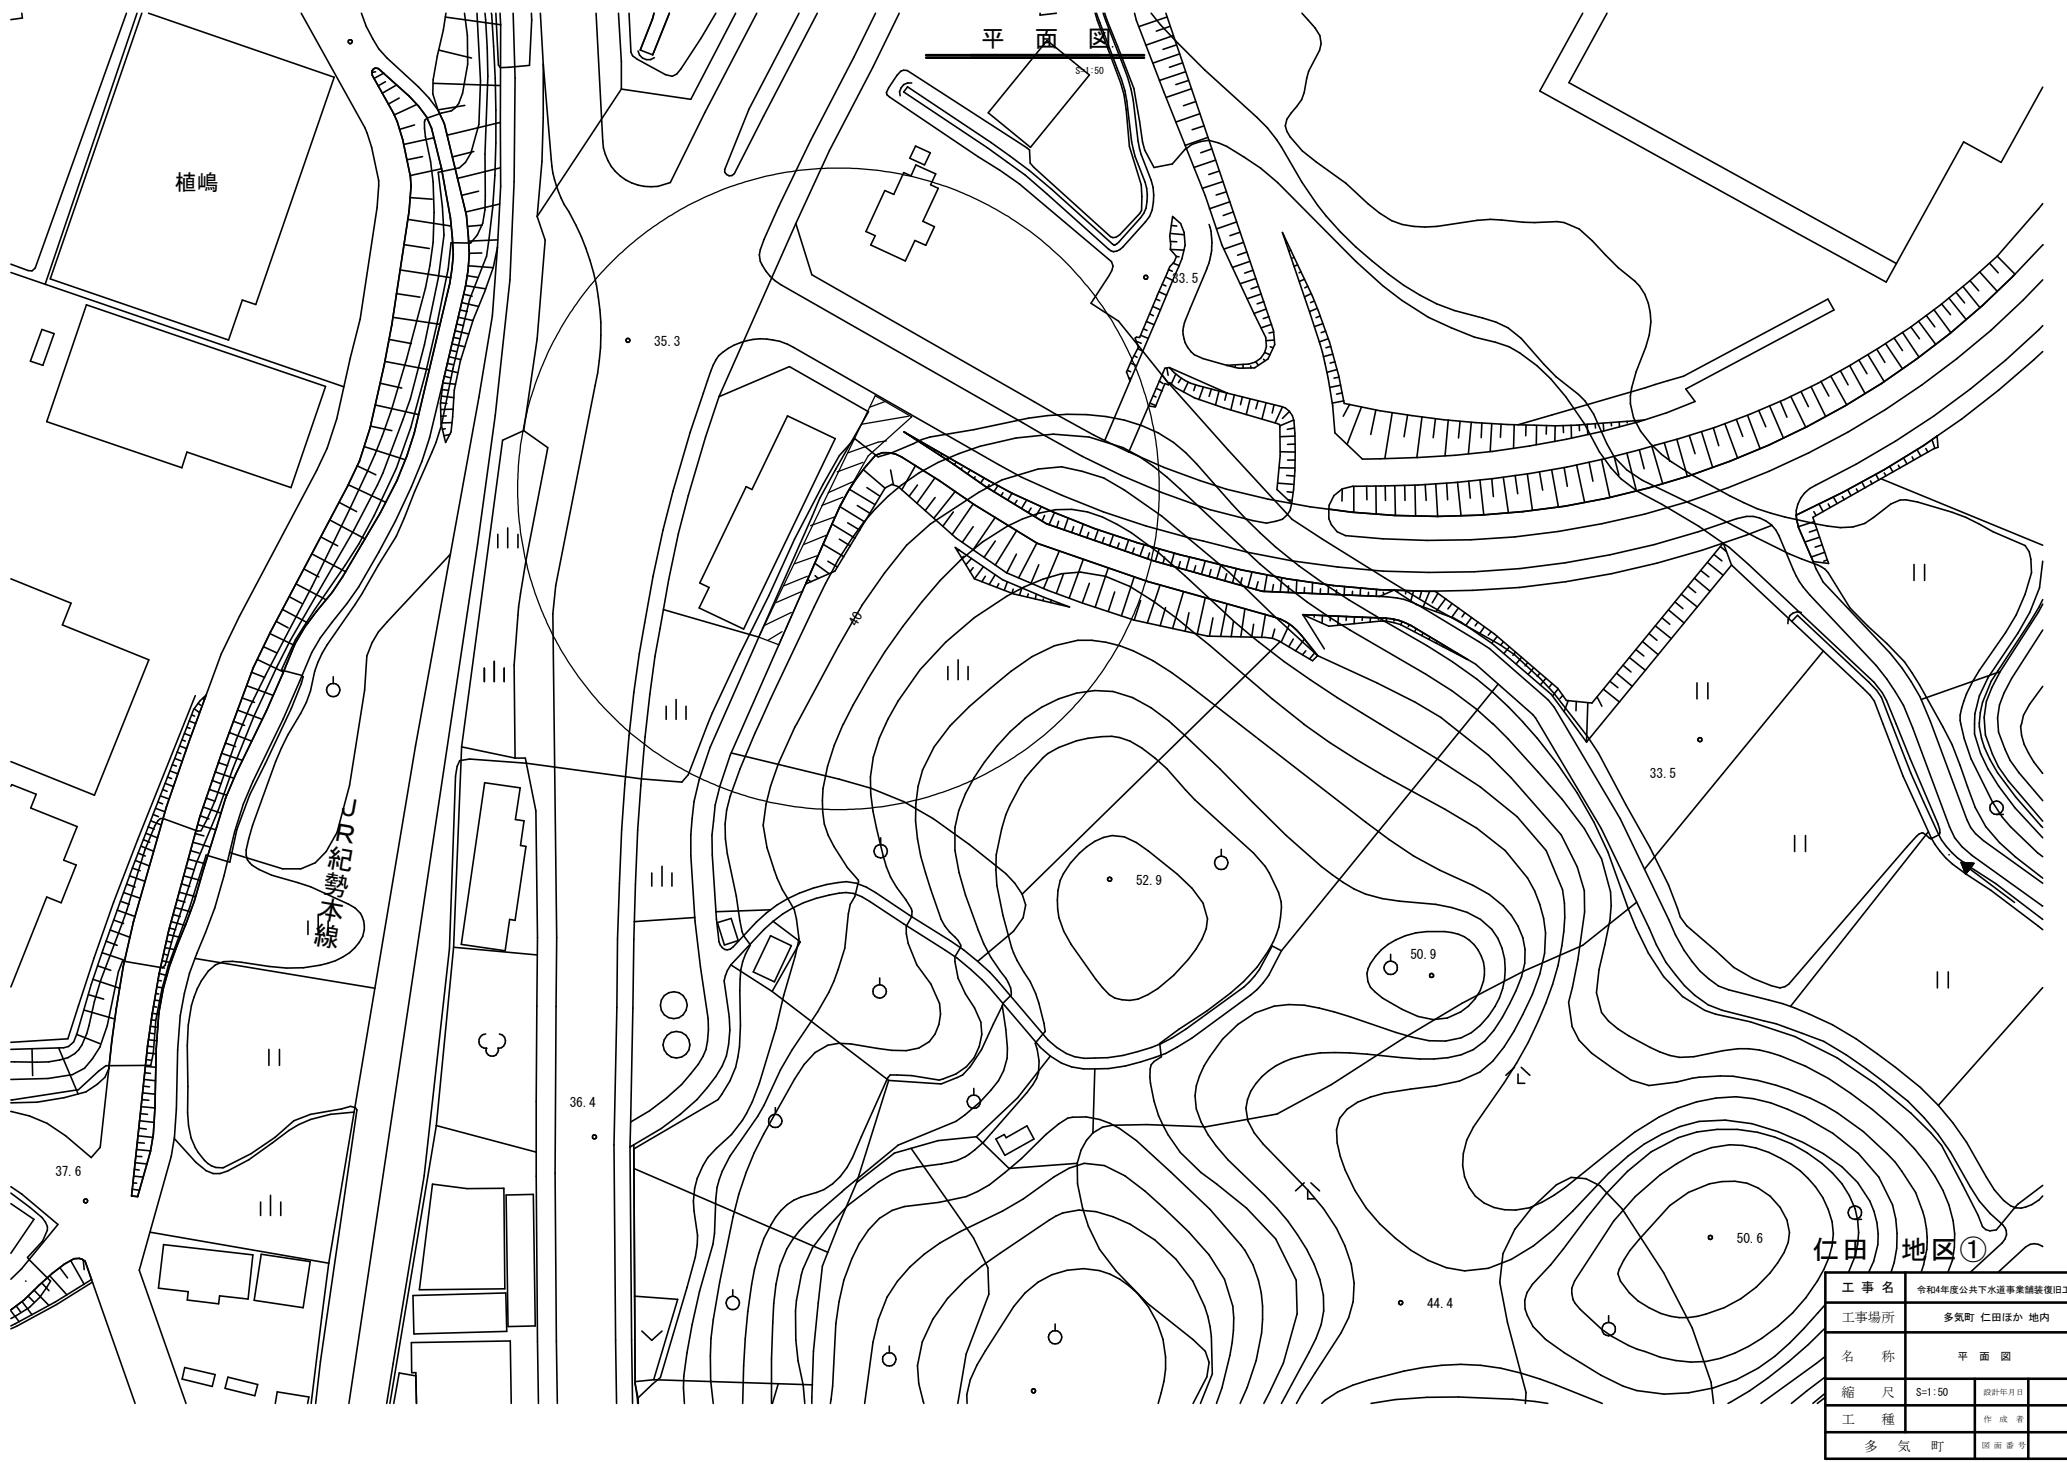 平 面 図
S=1:50
植嶋
33.5
35.3
40
33.5
JR紀勢本線
52.9
50.9
36.4
37.6
50.6
44.4
仁田 地区①
工 事 名 令和4年度公共下水道事業舗装復旧工
工事場所 多気町 仁田ほか 地内
名 称 平 面 図
縮 尺 S=1:50 設計年月日
工 種 作 成 者
多 気 町 図 面 番 号